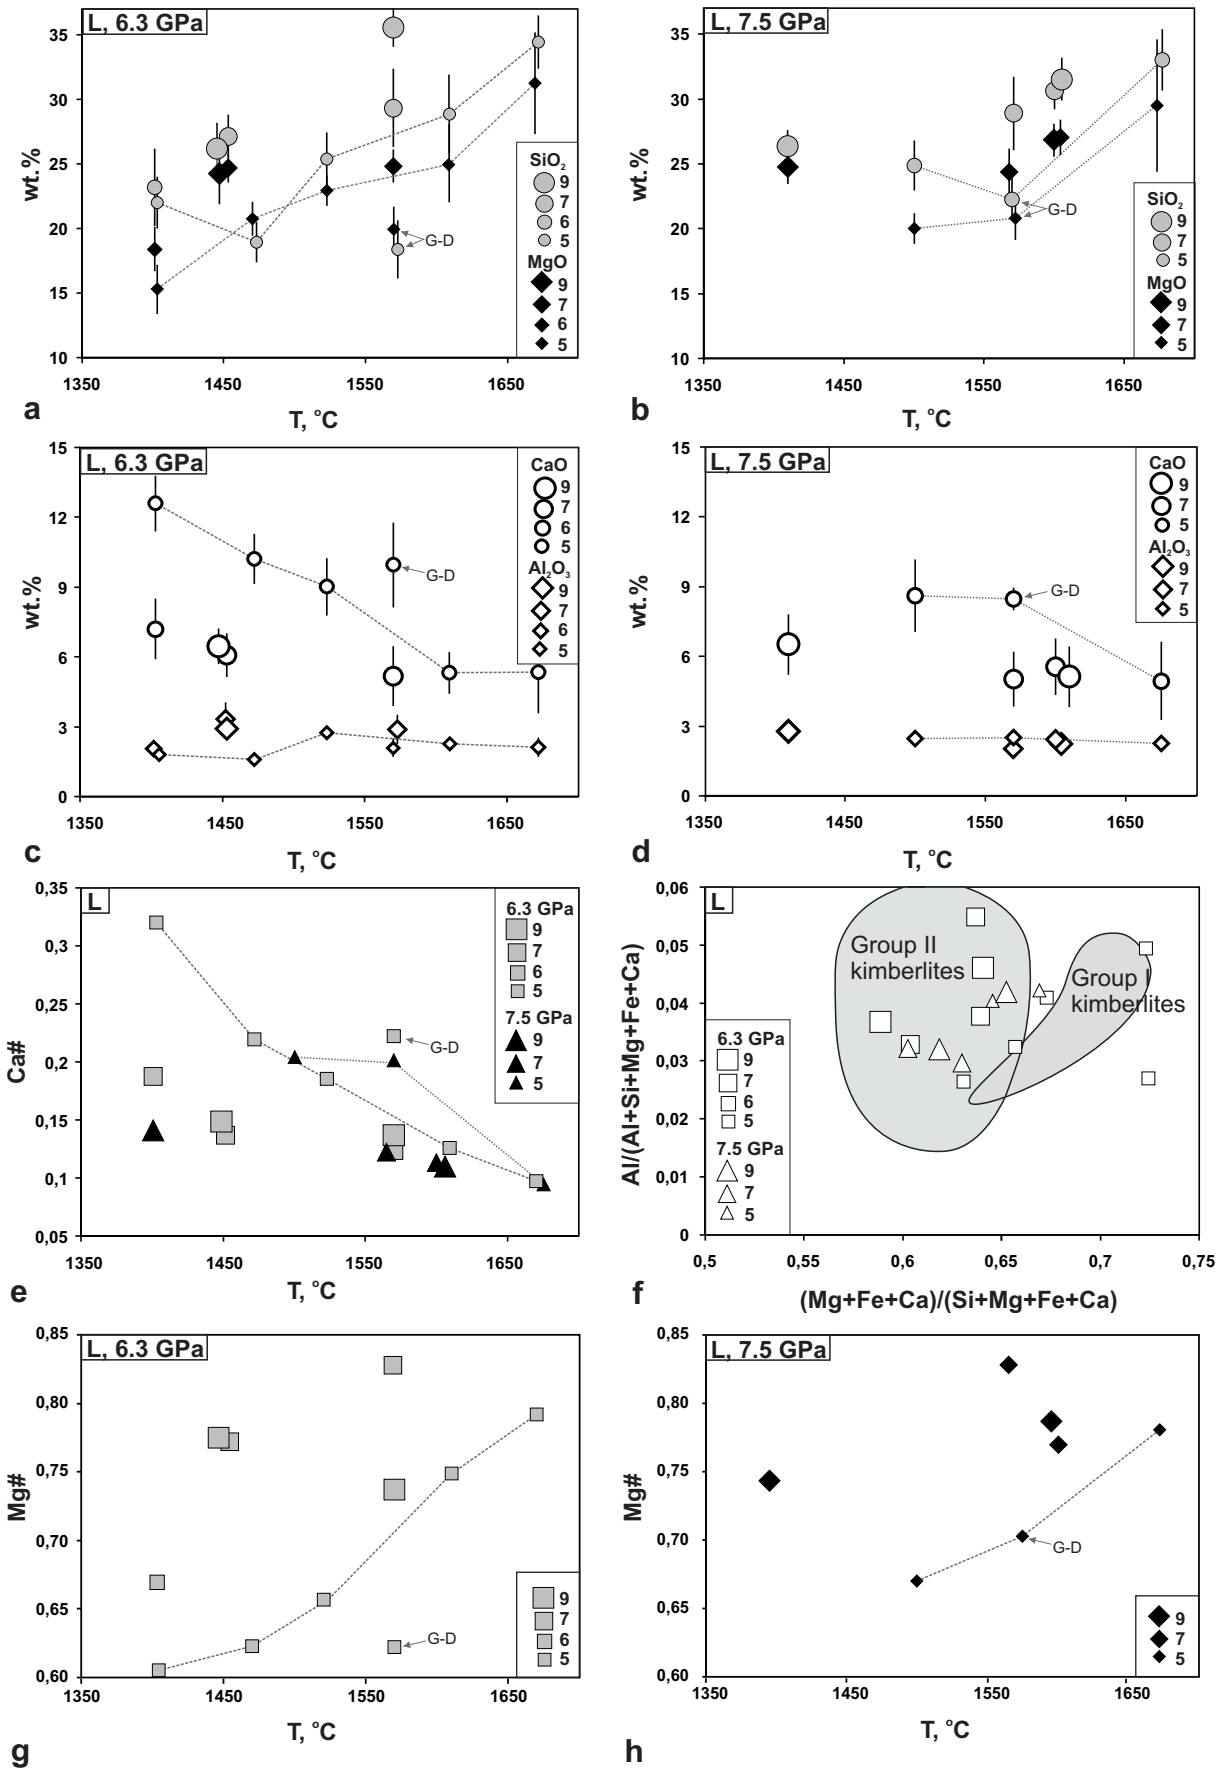 L, 6.3 GPa
35
30
25
20
15
10
wt.%
SiO2
9
7
6
5
MgO
9
7
6
5
G-D
1350
1450
1550
1650
a
T, °C
L, 7.5 GPa
35
30
25
20
15
10
wt.%
SiO2
9
7
5
MgO
9
7
5
G-D
1350
1450
1550
1650
b
T, °C
L, 6.3 GPa
15
12
9
6
3
0
wt.%
CaO
9
7
6
5
Al2O3
9
7
6
5
G-D
1350
1450
1550
1650
c
T, °C
L, 7.5 GPa
15
12
9
6
3
0
wt.%
CaO
9
7
5
Al2O3
9
7
5
G-D
1350
1450
1550
1650
d
T, °C
L
0,35
0,3
0,25
0,2
0,15
0,1
0,05
Ca#
6.3 GPa
9
7
6
5
7.5 GPa
9
7
5
G-D
1350
1450
1550
1650
e
T, °C
L
0,06
0,05
0,04
0,03
0,02
0,01
0
Al/(Al+Si+Mg+Fe+Ca)
Group II
kimberlites
Group I
kimberlites
6.3 GPa
9
7
6
5
7.5 GPa
9
7
5
0,5
0,55
0,6
0,65
0,7
0,75
f
(Mg+Fe+Ca)/(Si+Mg+Fe+Ca)
L, 6.3 GPa
0,85
0,80
0,75
0,70
0,65
0,60
Mg#
9
7
6
5
G-D
1350
1450
1550
1650
g
T, °C
L, 7.5 GPa
0,85
0,80
0,75
0,70
0,65
0,60
Mg#
9
7
5
G-D
1350
1450
1550
1650
h
T, °C